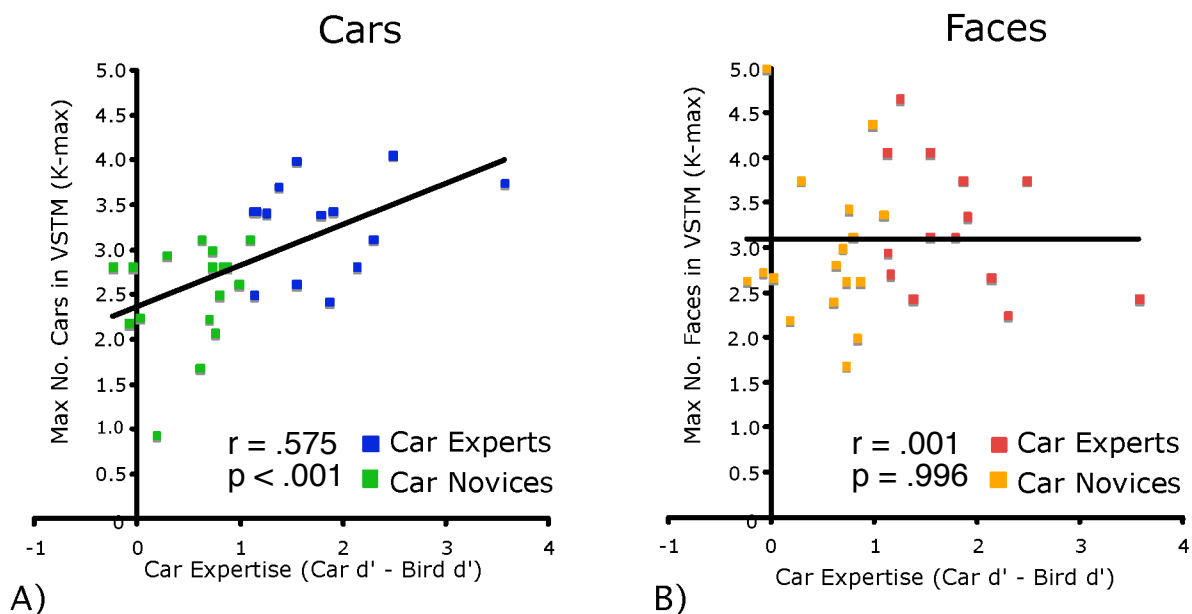 Cars
Max No. Cars in VSTM (K-max)
5.0
4.5
4.0
3.5
3.0
2.5
2.0
1.5
1.0
0.5
0
-1 0 1 2 3 4
r = .575
p < .001
Car Experts
Car Novices
Car Expertise (Car d' - Bird d')
A)
Faces
Max No. Faces in VSTM (K-max)
5.0
4.5
4.0
3.5
3.0
2.5
2.0
1.5
1.0
0.5
0
-1 0 1 2 3 4
r = .001
p = .996
Car Experts
Car Novices
Car Expertise (Car d' - Bird d')
B)